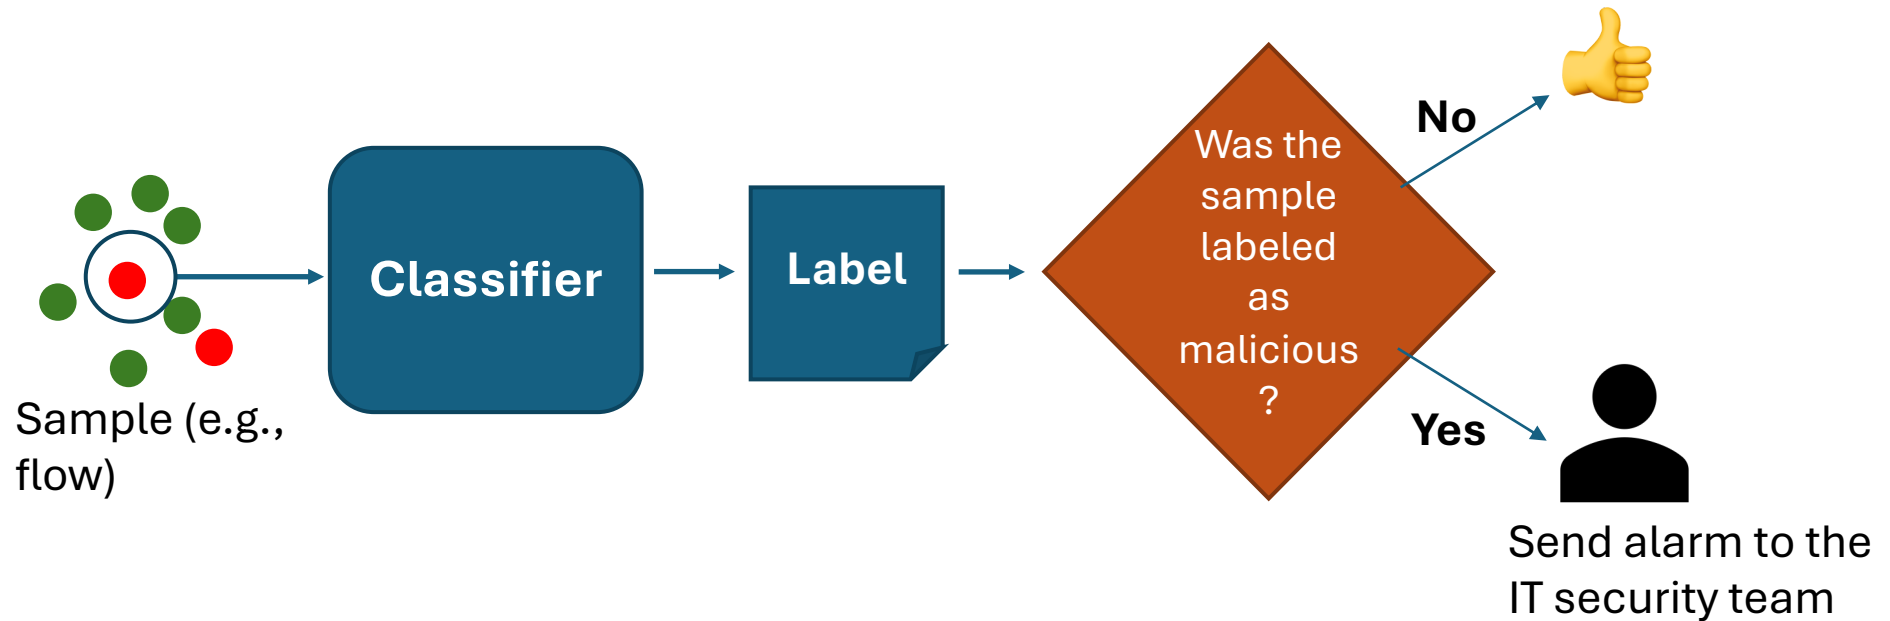 Sample (e.g.,
flow)
Classifier
Label
Was the
sample
labeled
as
malicious
?
No
Yes
Send alarm to the
IT security team